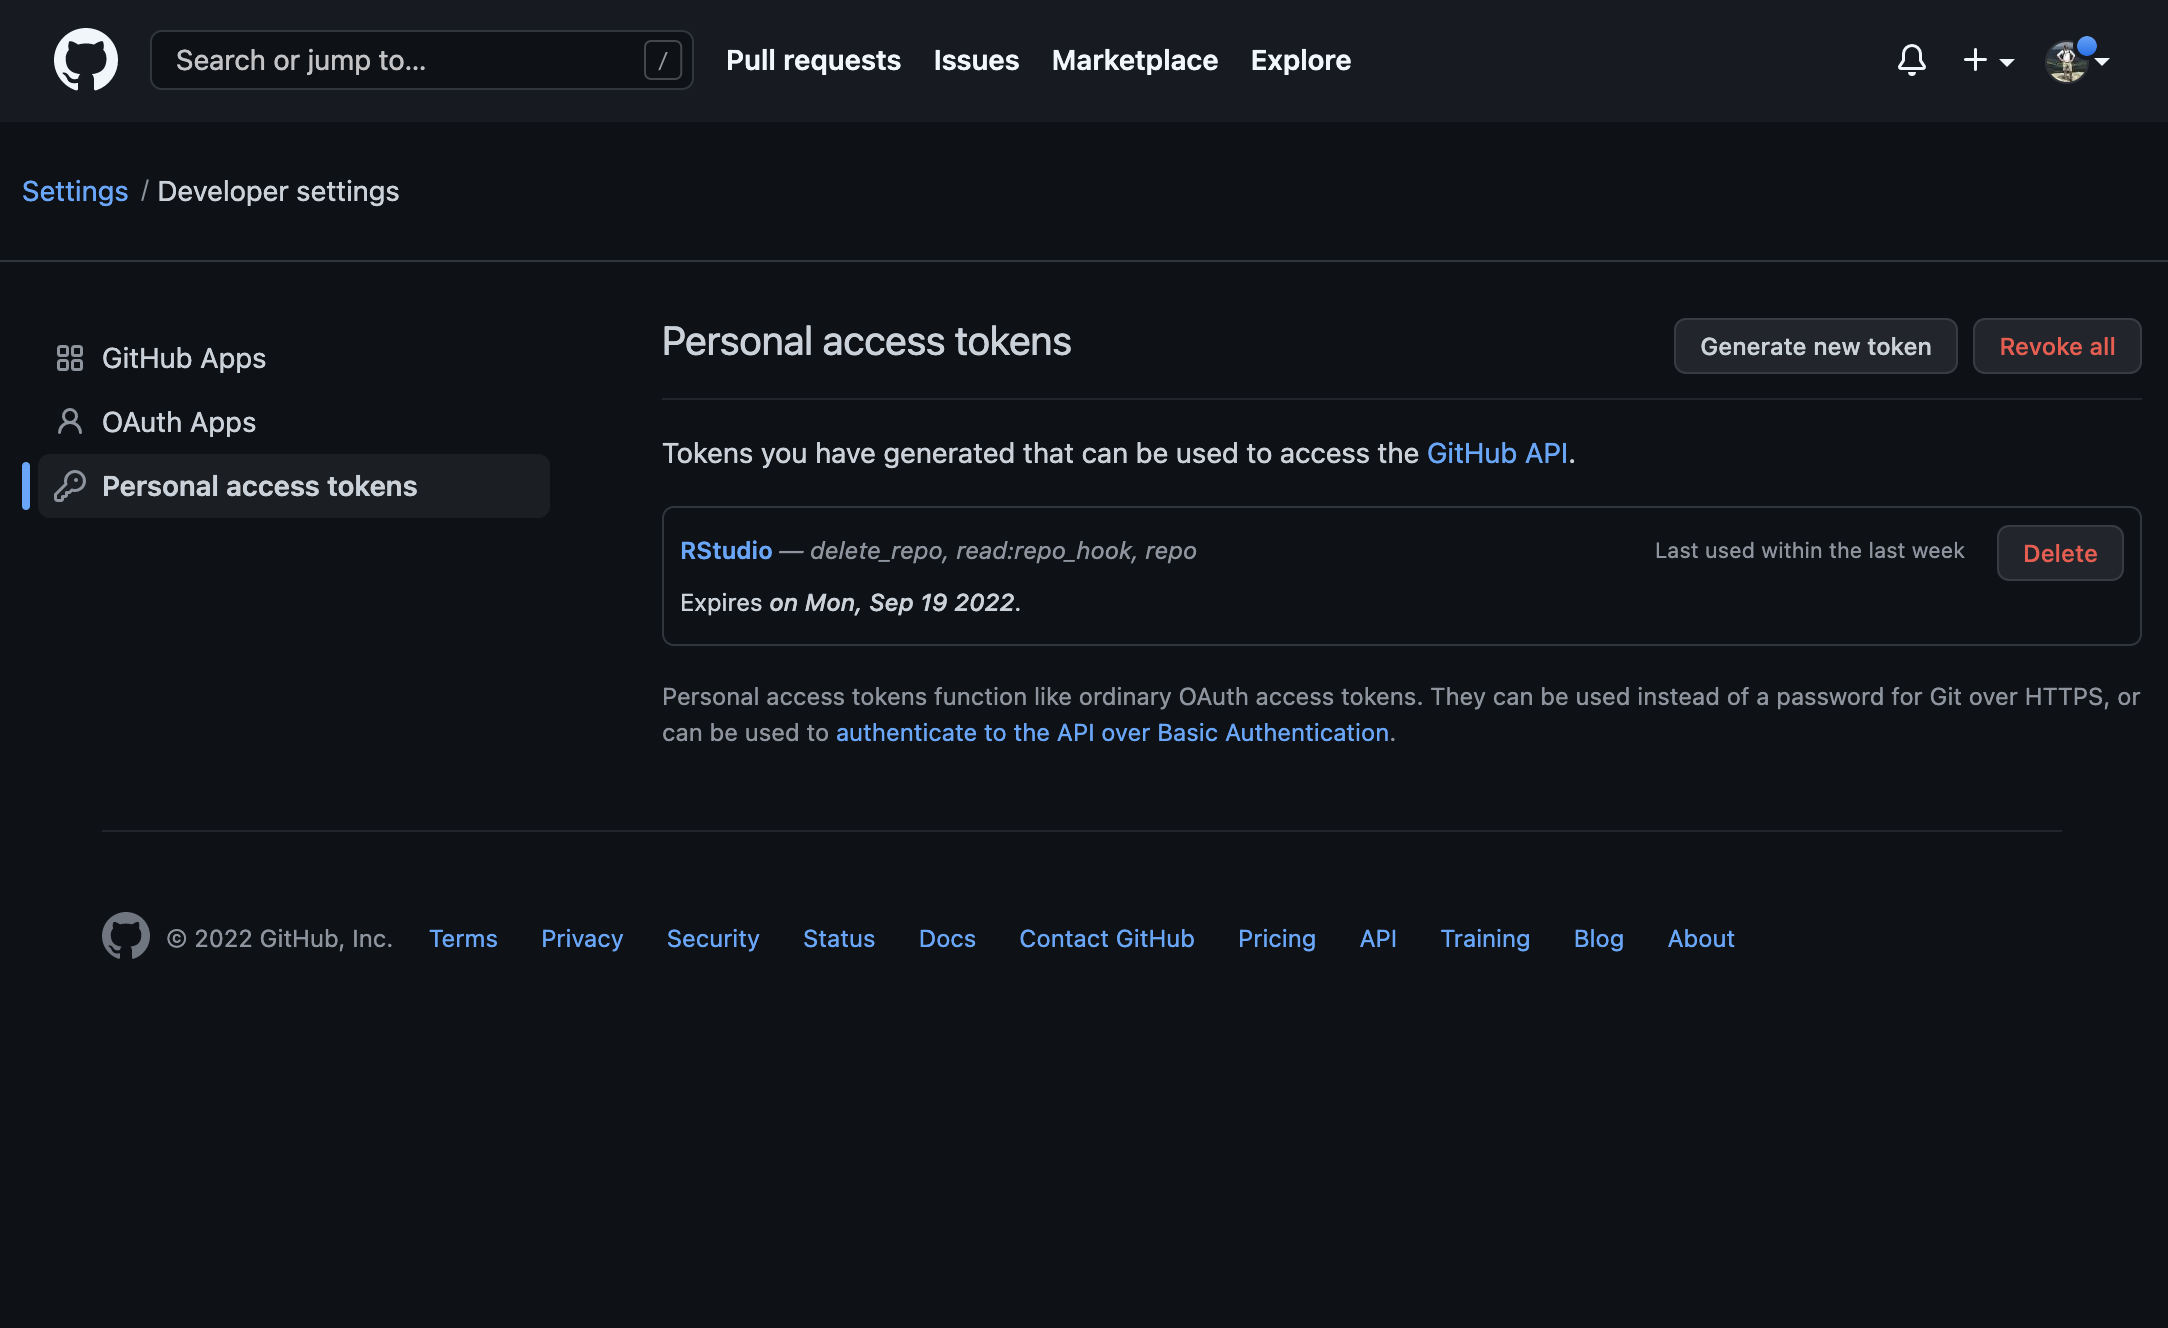 Search or jump to... /
Pull requests Issues Marketplace Explore
Settings / Developer settings
GitHub Apps
OAuth Apps
Personal access tokens
Personal access tokens
Generate new token
Revoke all
Tokens you have generated that can be used to access the GitHub API.
RStudio — delete_repo, read:repo_hook, repo
Last used within the last week
Delete
Expires on Mon, Sep 19 2022.
Personal access tokens function like ordinary OAuth access tokens. They can be used instead of a password for Git over HTTPS, or
can be used to authenticate to the API over Basic Authentication.
© 2022 GitHub, Inc. Terms Privacy Security Status Docs Contact GitHub Pricing API Training Blog About